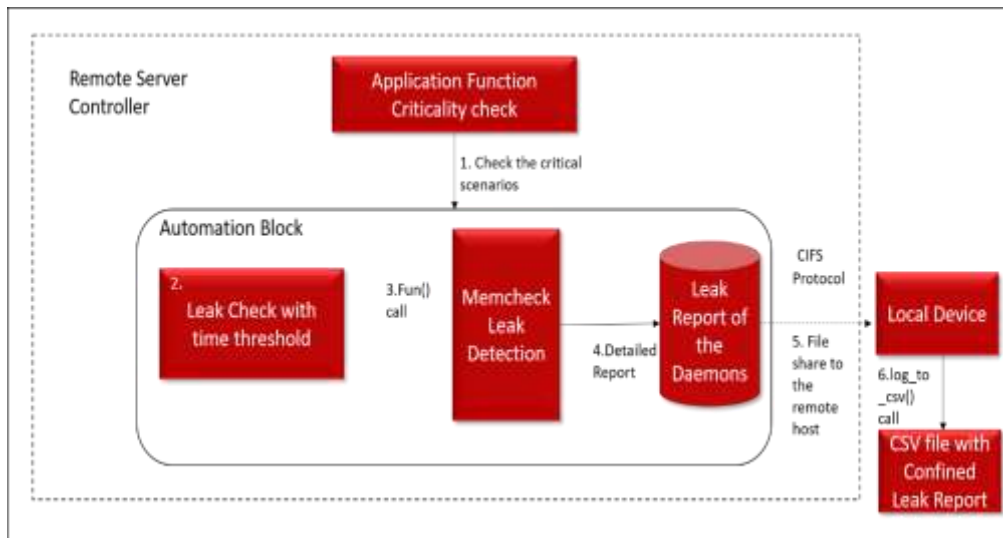 Remote Server
Controller
Application Function
Criticality check
1. Check the critical
scenarios
Automation Block
2.
Leak Check with
time threshold
3.Fun()
call
Memcheck
Leak
Detection
4.Detailed
Report
Leak
Report of
the
Daemons
CIFS
Protocol
5. File
share to
the
remote
host
Local Device
6.log_to
_csv()
call
CSV file with
Confined
Leak Report